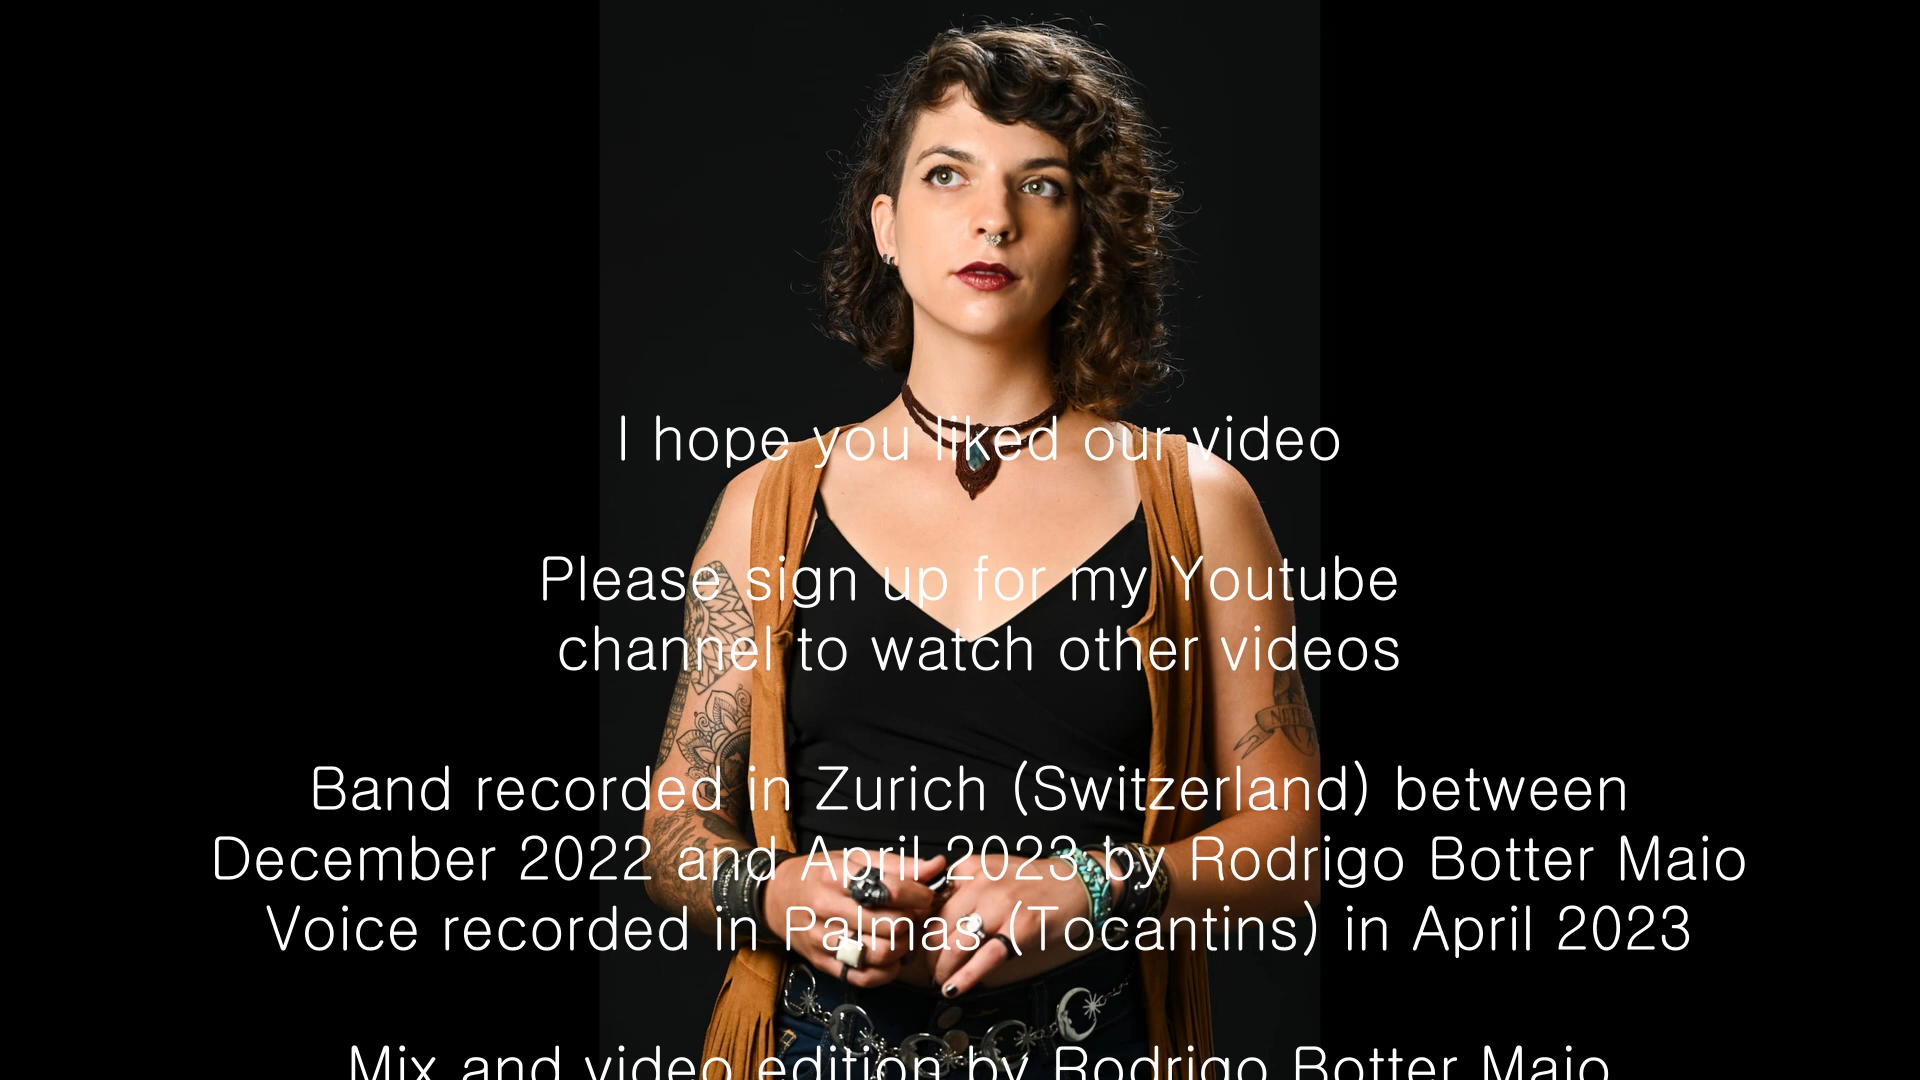 I hope you liked our video
Please sign up for my Youtube
channel to watch other videos
Band recorded in Zurich (Switzerland) between
December 2022 and April 2023 by Rodrigo Botter Maio
Voice recorded in Palmas (Tocantins) in April 2023
Mix and video edition by Rodrigo Botter Maio